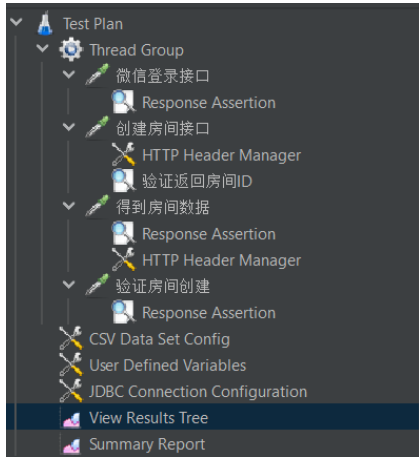 Test Plan
Thread Group
微信登录接口
Response Assertion
创建房间接口
HTTP Header Manager
验证返回房间ID
得到房间数据
Response Assertion
HTTP Header Manager
验证房间创建
Response Assertion
CSV Data Set Config
User Defined Variables
JDBC Connection Configuration
View Results Tree
Summary Report